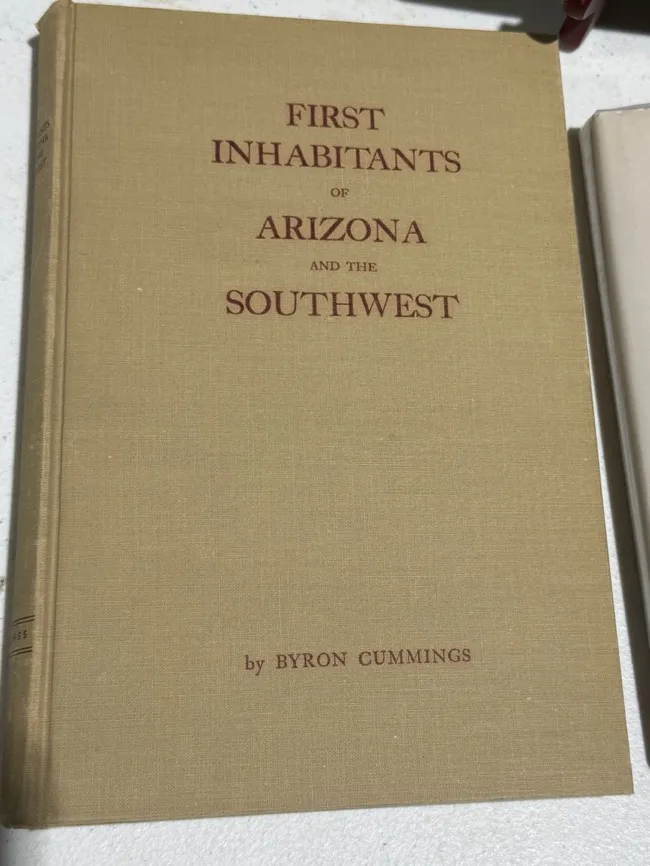 FIRST
INHABITANTS
OF
ARIZONA
AND THE
SOUTHWEST
by BYRON CUMMINGS